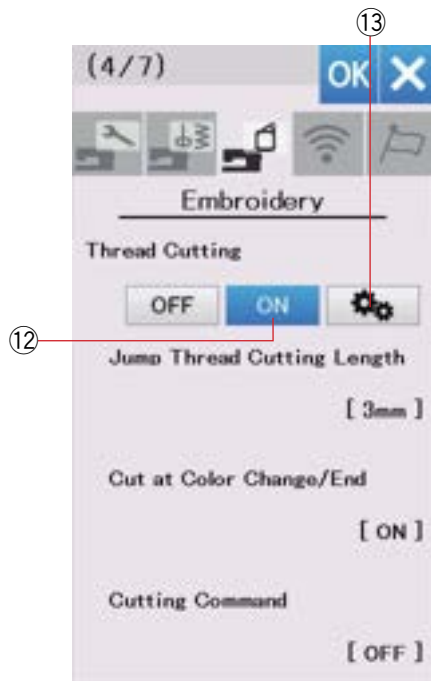 ⑬
(4/7) OK
Embroidery
Thread Cutting
OFF ON
⑫
Jump Thread Cutting Length
[ 3mm ]
Cut at Color Change/End
[ ON ]
Cutting Command
[ OFF ]